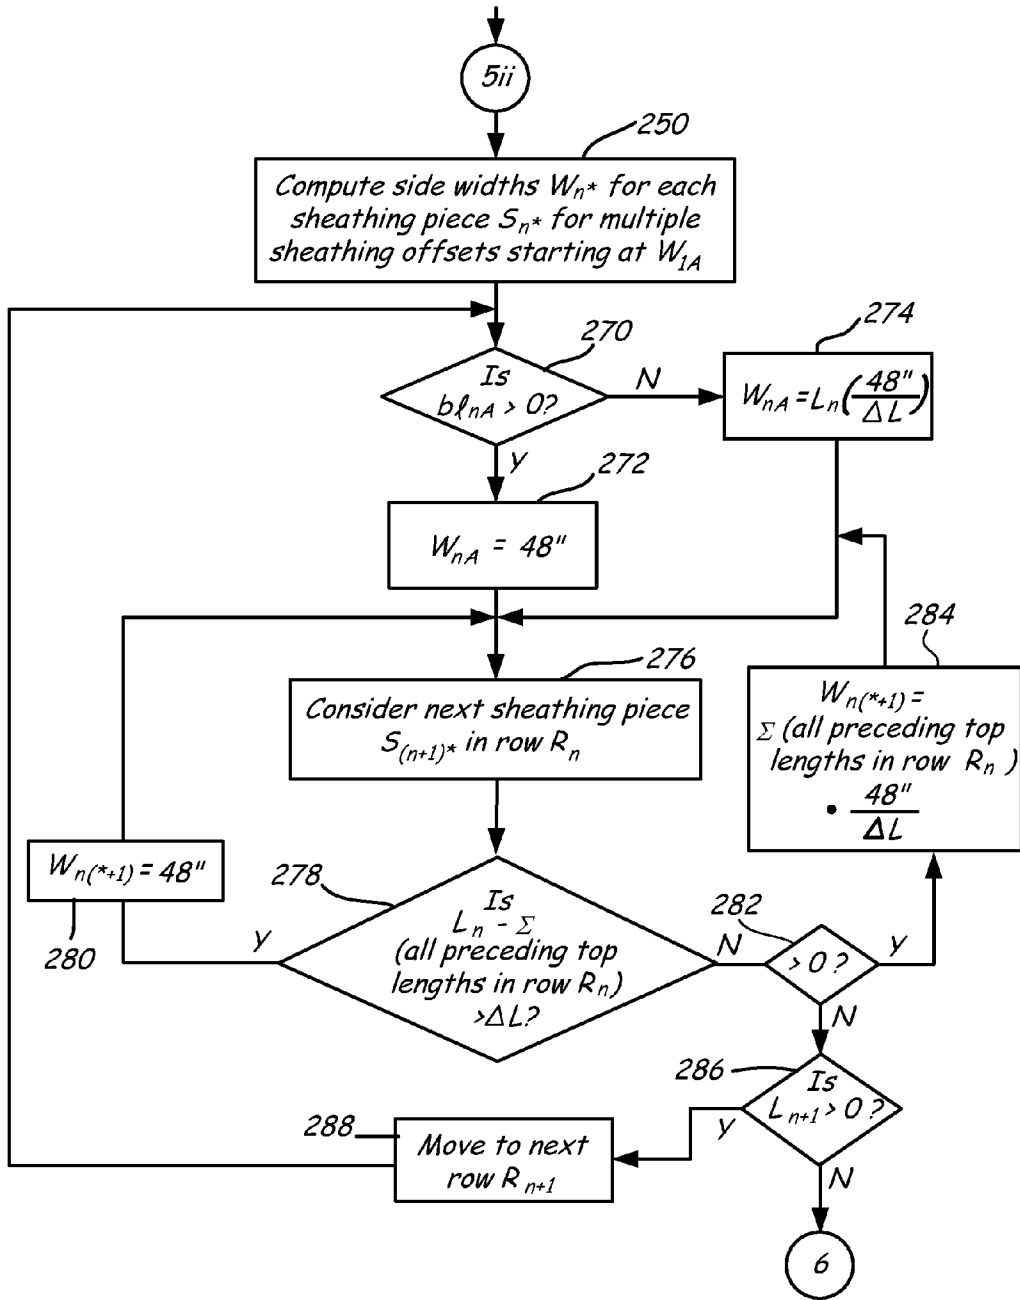 5ii
250
Compute side widths Wn* for each
sheathing piece Sn* for multiple
sheathing offsets starting at W1A
270
Is
bℓnA > 0?
N
274
WnA = Ln(48"/ΔL)
Y
272
WnA = 48"
276
Consider next sheathing piece
S(n+1)* in row Rn
284
Wn(*+1) =
Σ (all preceding top
lengths in row Rn )
• 48"/ΔL
Wn(*+1) = 48"
280
278
Is
Ln - Σ
(all preceding top
lengths in row Rn)
>ΔL?
Y
N
282
> 0 ?
Y
N
286
Is
Ln+1 > 0 ?
Y
N
288
Move to next
row Rn+1
6